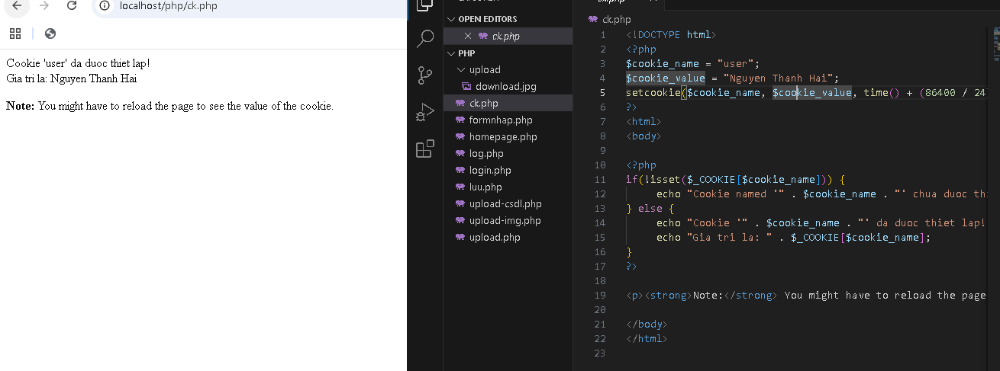 localhost/php/ck.php
Cookie 'user' da duoc thiet lap!
Gia tri la: Nguyen Thanh Hai
Note: You might have to reload the page to see the value of the cookie.
OPEN EDITORS
ck.php
PHP
upload
download.jpg
ck.php
formnhap.php
homepage.php
log.php
login.php
luu.php
upload-csdl.php
upload-img.php
upload.php
ck.php
1 <!DOCTYPE html>
2 <?php
3 $cookie_name = "user";
4 $cookie_value = "Nguyen Thanh Hai";
5 setcookie($cookie_name, $cookie_value, time() + (86400 / 24
6 ?>
7 <html>
8 <body>
9
10 <?php
11 if(!isset($_COOKIE[$cookie_name])) {
12 echo "Cookie named '" . $cookie_name . "' chua duoc thi
13 } else {
14 echo "Cookie '" . $cookie_name . "' da duoc thiet lap!
15 echo "Gia tri la: " . $_COOKIE[$cookie_name];
16 }
17 ?>
18
19 <p><strong>Note:</strong> You might have to reload the page
20
21 </body>
22 </html>
23